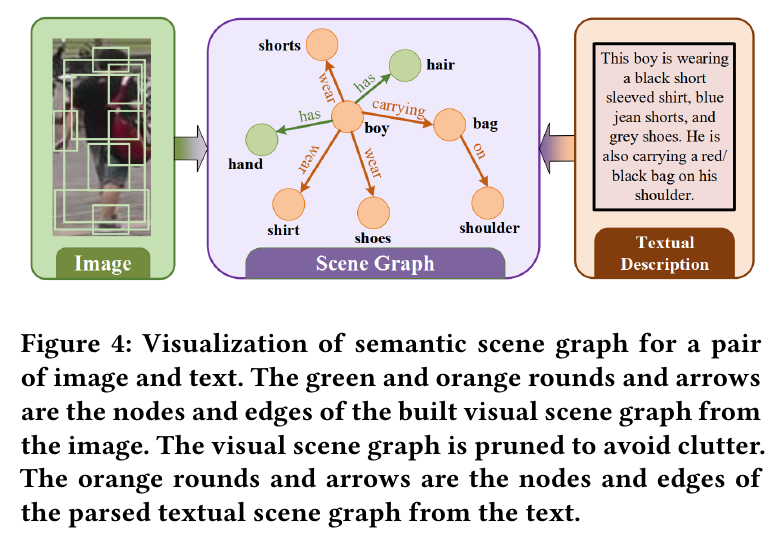 shorts
hair
wear
has
carrying
has
boy
bag
hand
wear
wear
on
shirt
shoes
shoulder
This boy is wearing
a black short
sleeved shirt, blue
jean shorts, and
grey shoes. He is
also carrying a red/
black bag on his
shoulder.
Image
Scene Graph
Textual
Description
Figure 4: Visualization of semantic scene graph for a pair
of image and text. The green and orange rounds and arrows
are the nodes and edges of the built visual scene graph from
the image. The visual scene graph is pruned to avoid clutter.
The orange rounds and arrows are the nodes and edges of
the parsed textual scene graph from the text.